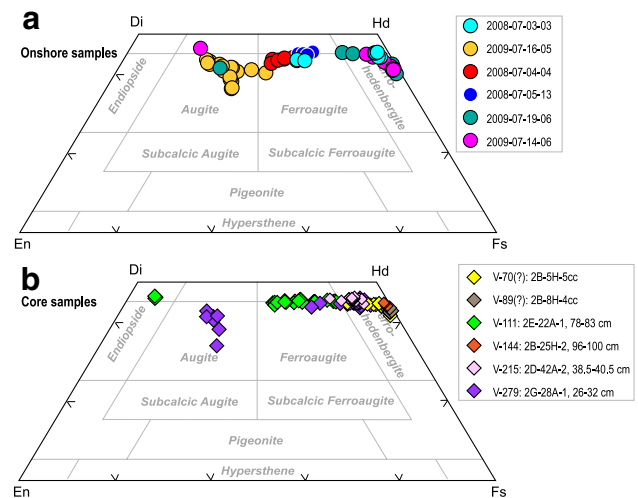 a
Onshore samples
Di
Hd
Endiopside
Augite
Ferroaugite
hedenbergite
Subcalcic Augite
Subcalcic Ferroaugite
Pigeonite
Hypersthene
En
Fs
2008-07-03-03
2009-07-16-05
2008-07-04-04
2008-07-05-13
2009-07-19-06
2009-07-14-06
b
Core samples
Di
Hd
Endiopside
Augite
Ferroaugite
hedenbergite
Subcalcic Augite
Subcalcic Ferroaugite
Pigeonite
Hypersthene
En
Fs
V-70(?): 2B-5H-5cc
V-89(?): 2B-8H-4cc
V-111: 2E-22A-1, 78-83 cm
V-144: 2B-25H-2, 96-100 cm
V-215: 2D-42A-2, 38.5-40.5 cm
V-279: 2G-28A-1, 26-32 cm